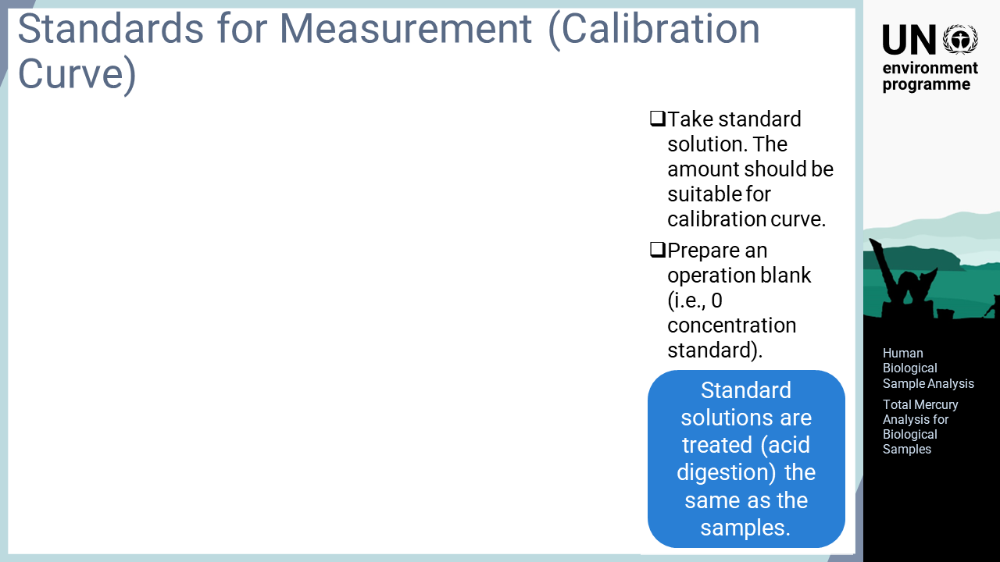 Standards for Measurement (Calibration
Curve)
❑Take standard
solution. The
amount should be
suitable for
calibration curve.
❑Prepare an
operation blank
(i.e., 0
concentration
standard).
Standard
solutions are
treated (acid
digestion) the
same as the
samples.
UN
environment
programme
Human
Biological
Sample Analysis
Total Mercury
Analysis for
Biological
Samples